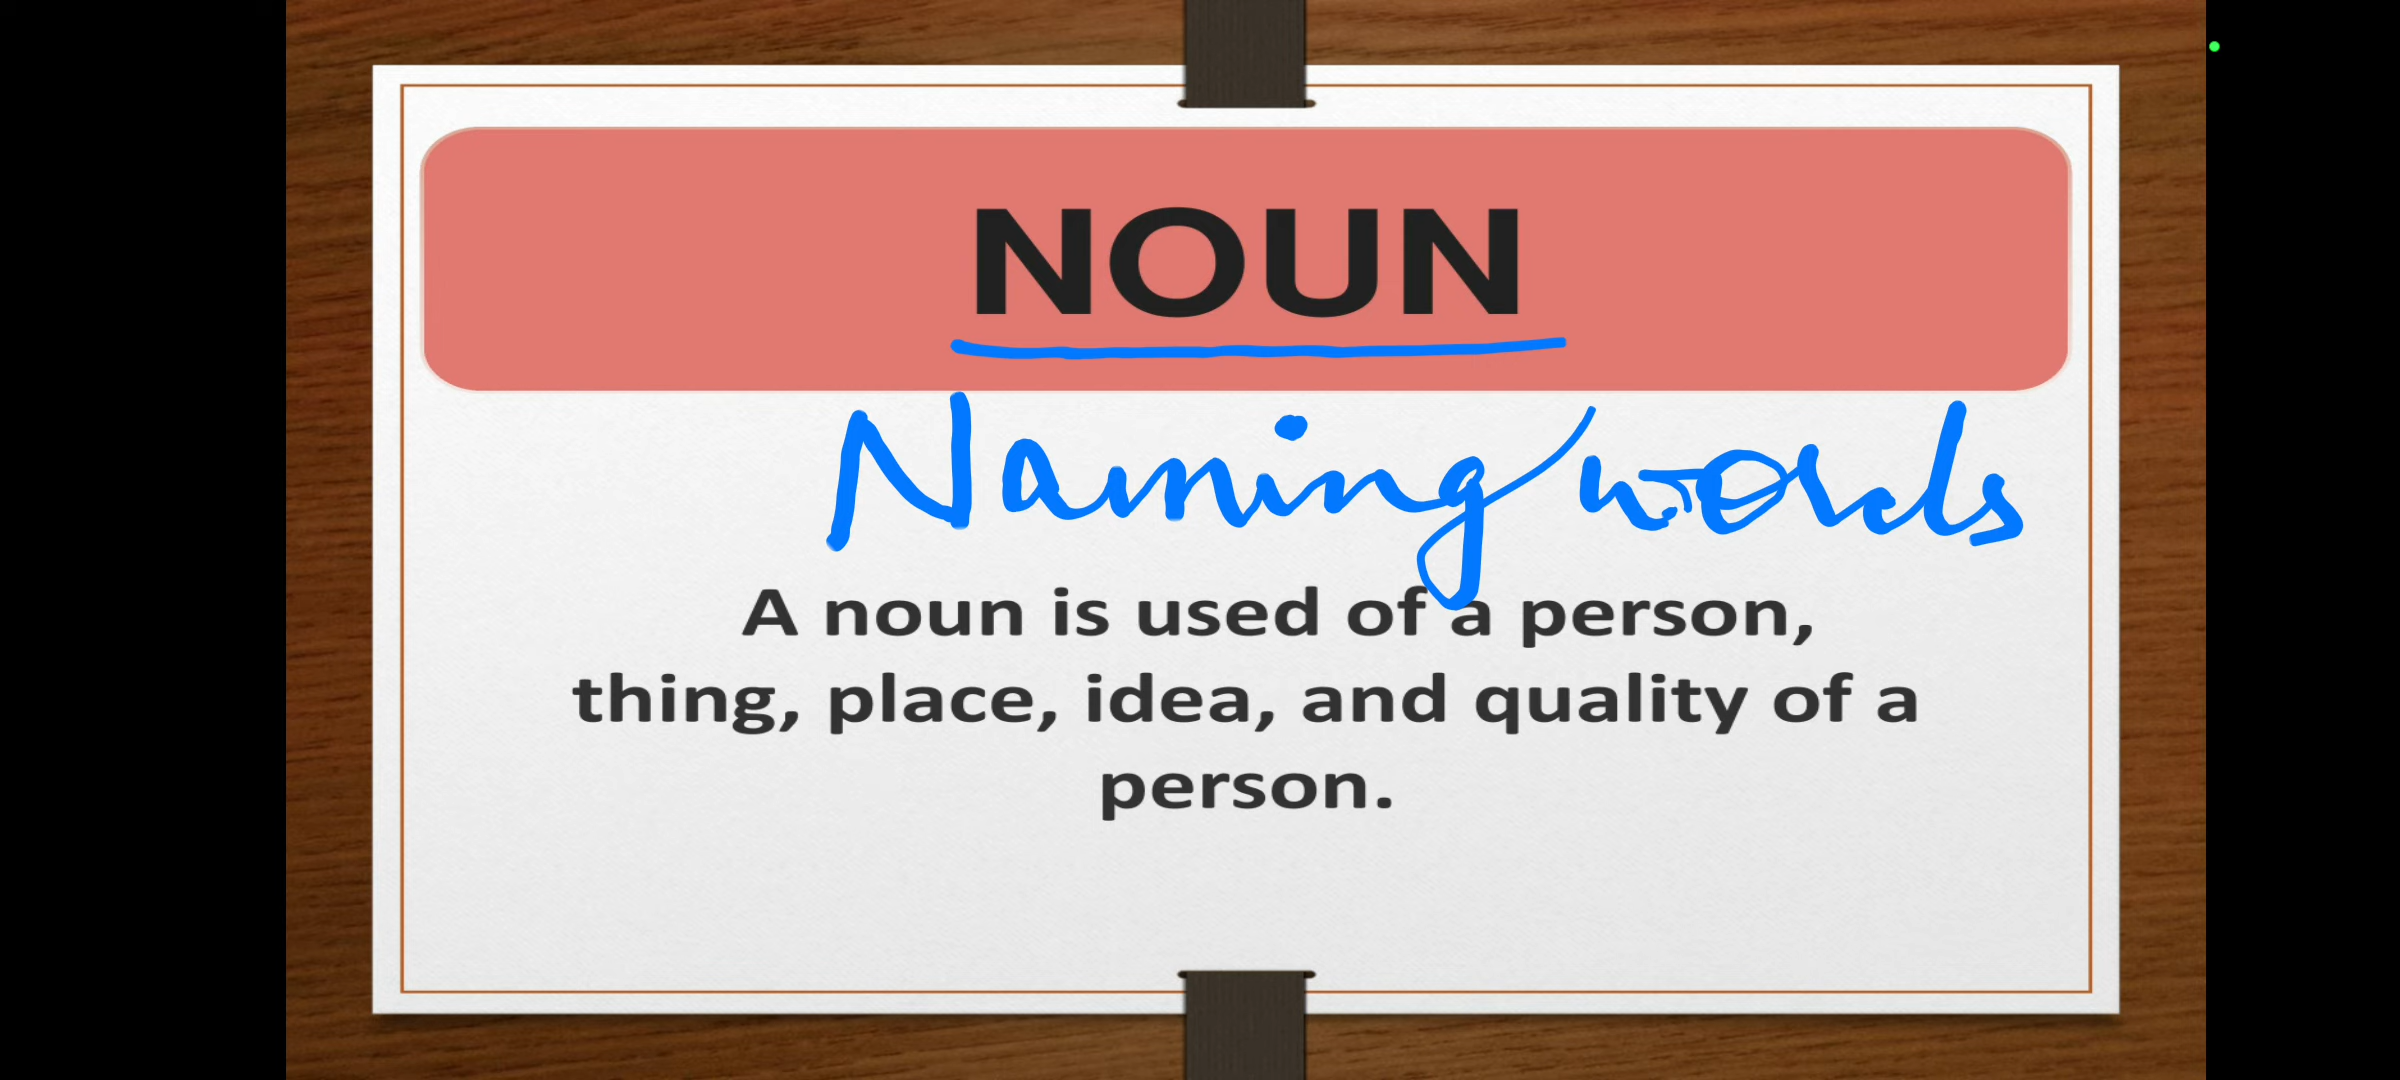 NOUN
Naming words
A noun is used of a person,
thing, place, idea, and quality of a
person.